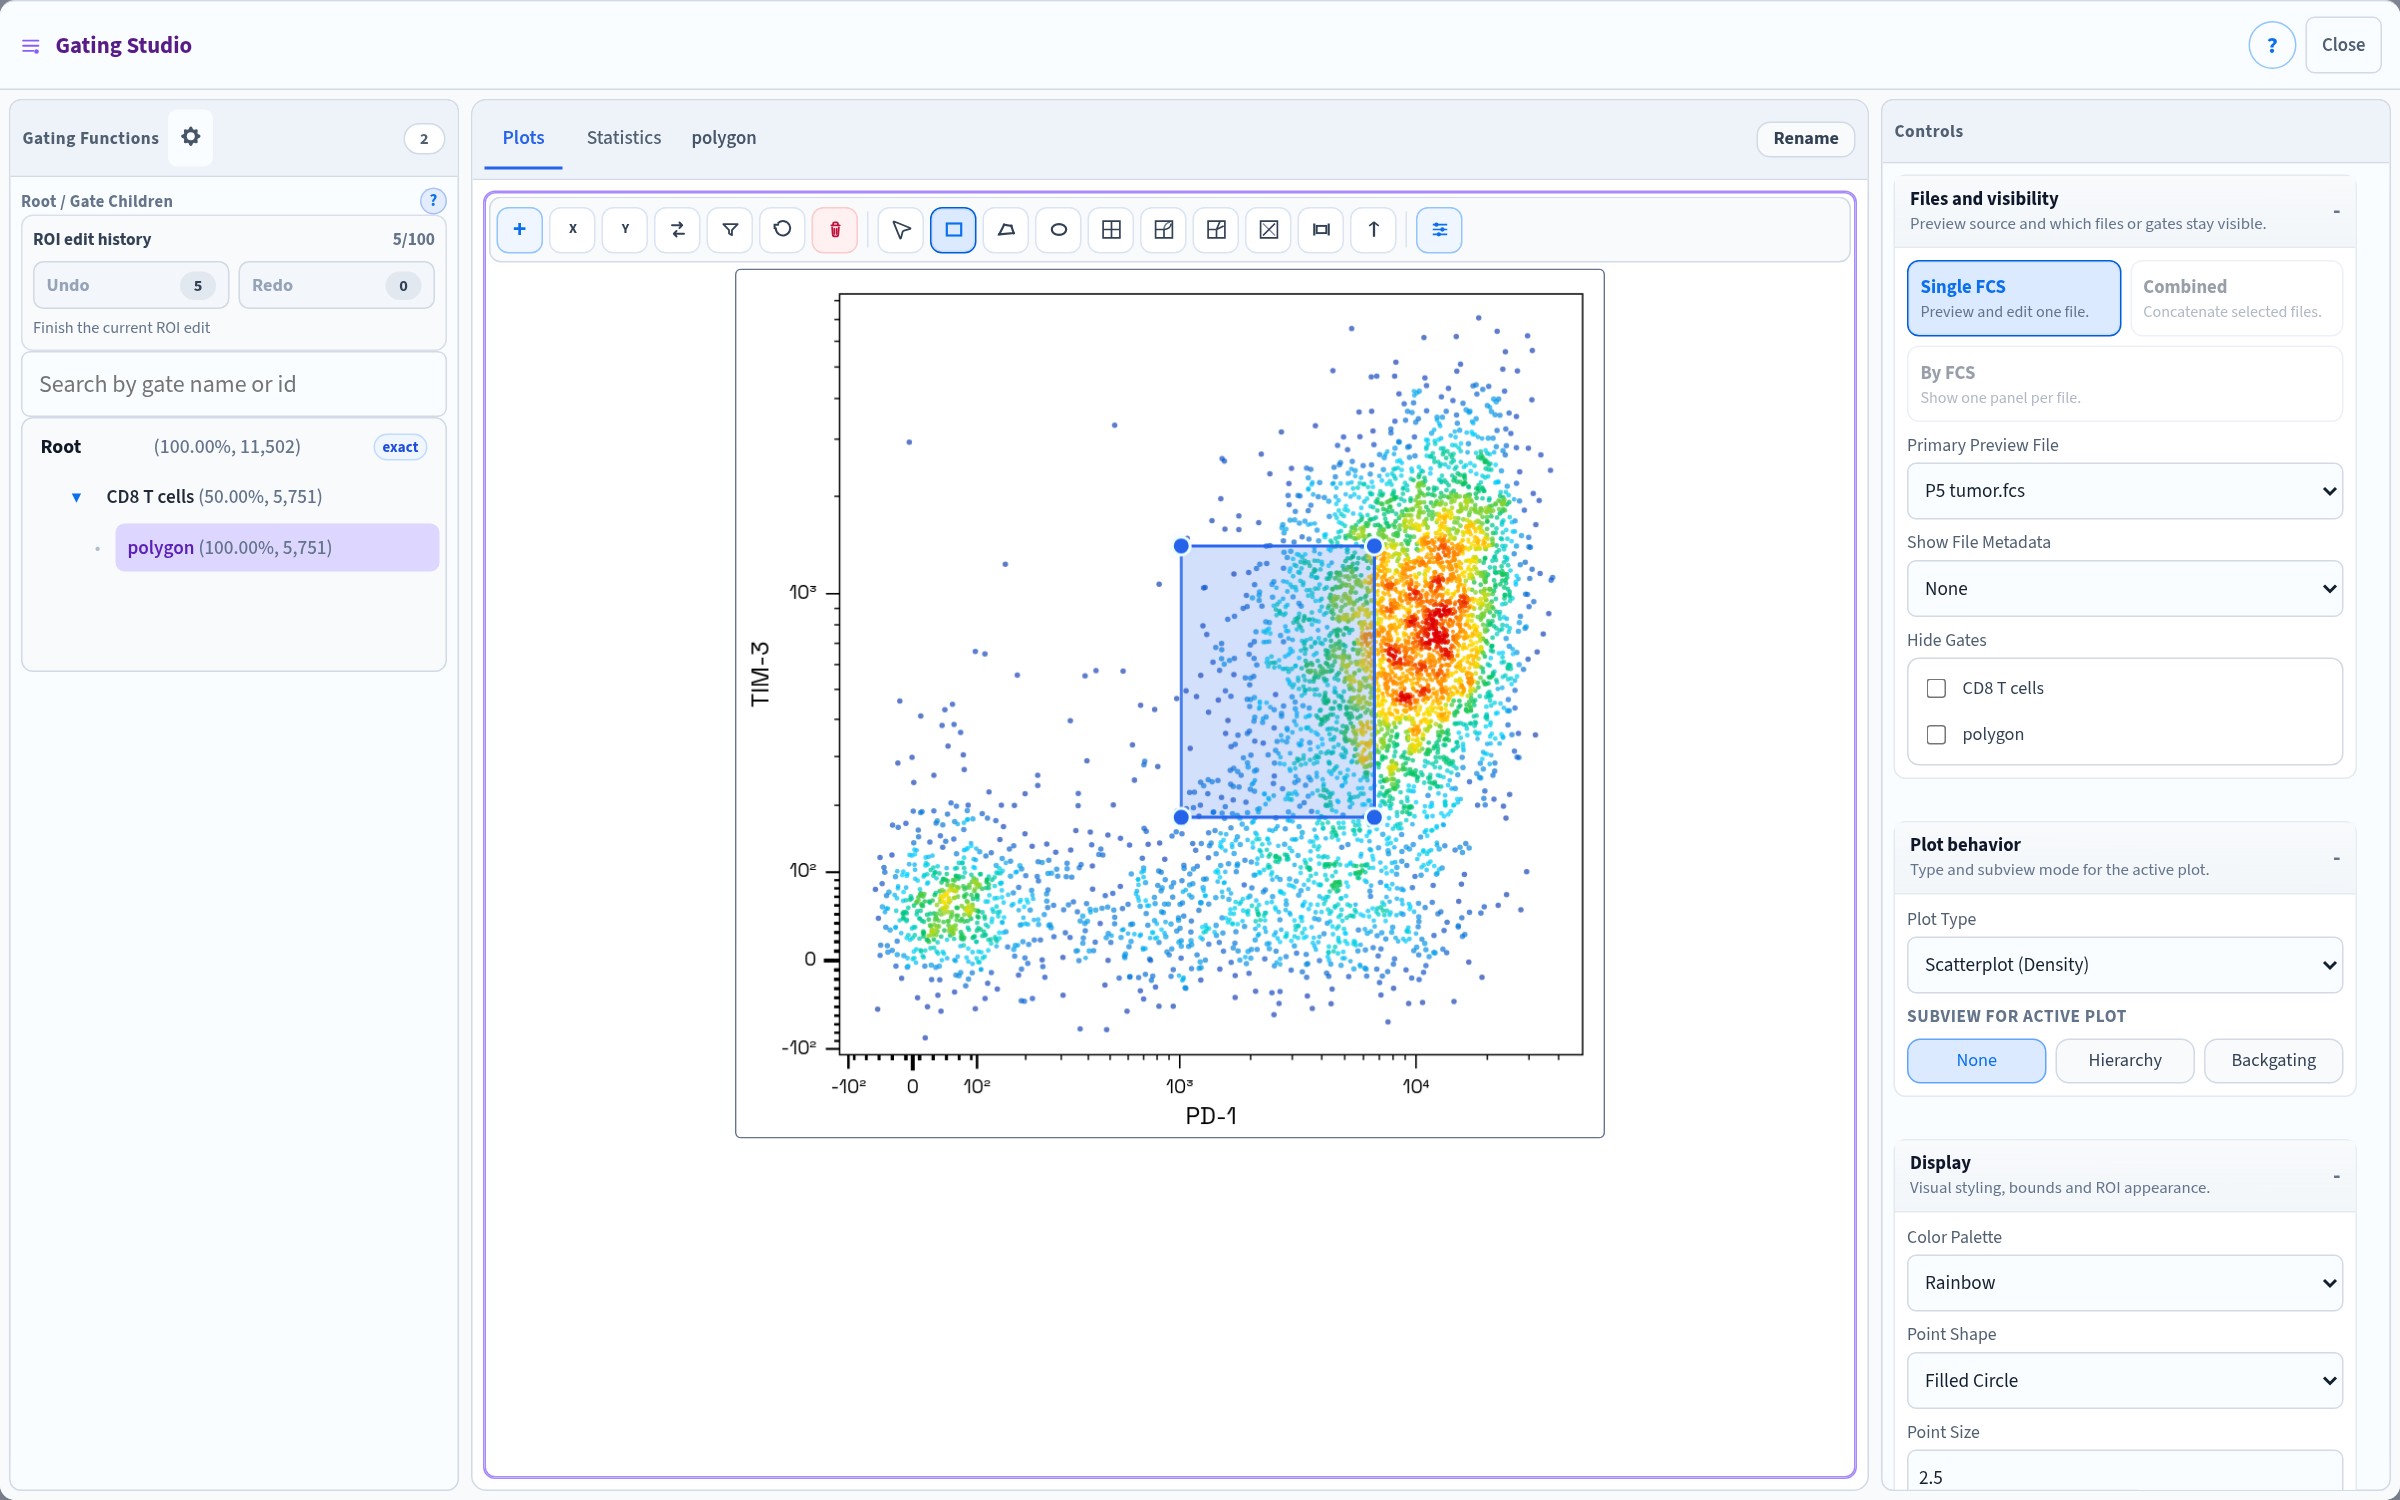 Gating Studio
?
Close
Gating Functions
2
Root / Gate Children
?
ROI edit history
5/100
Undo 5
Redo 0
Finish the current ROI edit
Search by gate name or id
Root (100.00%, 11,502) exact
CD8 T cells (50.00%, 5,751)
polygon (100.00%, 5,751)
Plots
Statistics
polygon
Rename
+
X
Y
TIM-3
10³
10²
0
-10²
-10²
0
10²
10³
10⁴
PD-1
Controls
Files and visibility
-
Preview source and which files or gates stay visible.
Single FCS
Preview and edit one file.
Combined
Concatenate selected files.
By FCS
Show one panel per file.
Primary Preview File
P5 tumor.fcs
Show File Metadata
None
Hide Gates
CD8 T cells
polygon
Plot behavior
-
Type and subview mode for the active plot.
Plot Type
Scatterplot (Density)
SUBVIEW FOR ACTIVE PLOT
None
Hierarchy
Backgating
Display
-
Visual styling, bounds and ROI appearance.
Color Palette
Rainbow
Point Shape
Filled Circle
Point Size
2.5